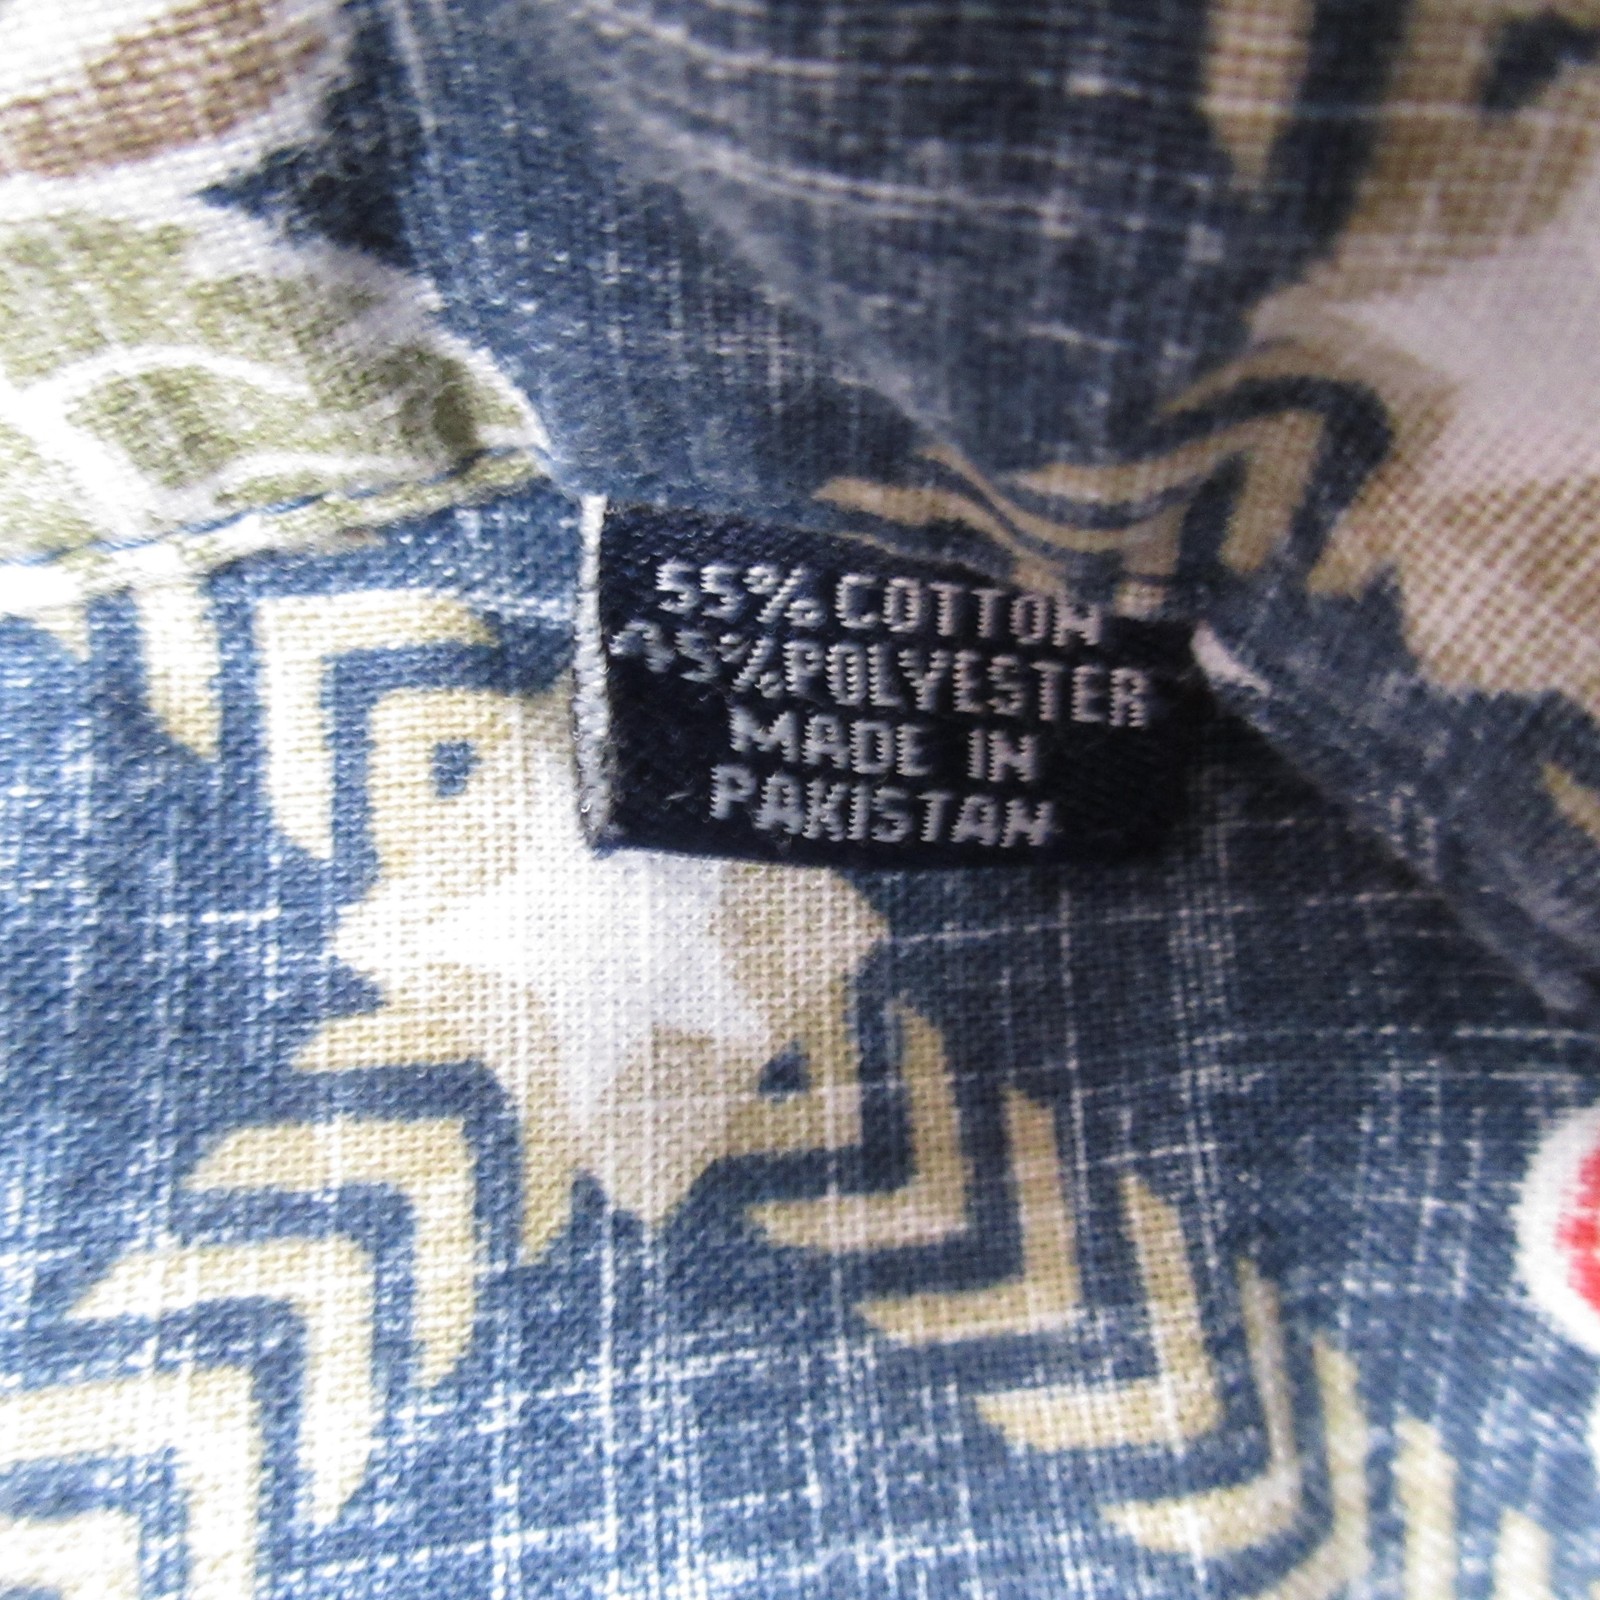 55% COTTON
45% POLYESTER
MADE IN
PAKISTAN